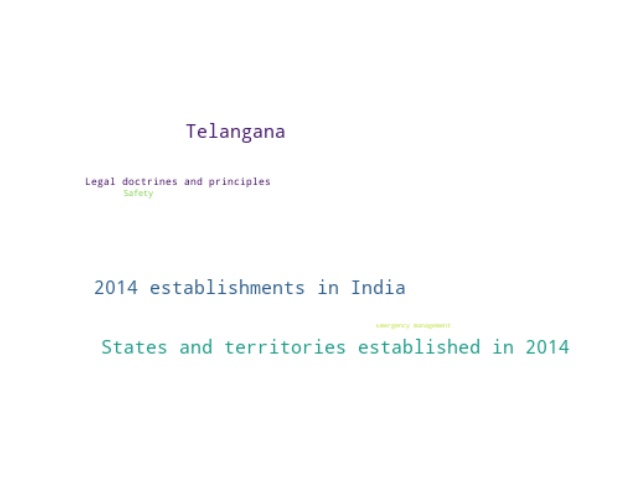 Telangana
Legal doctrines and principles
Safety
2014 establishments in India
Emergency management
States and territories established in 2014